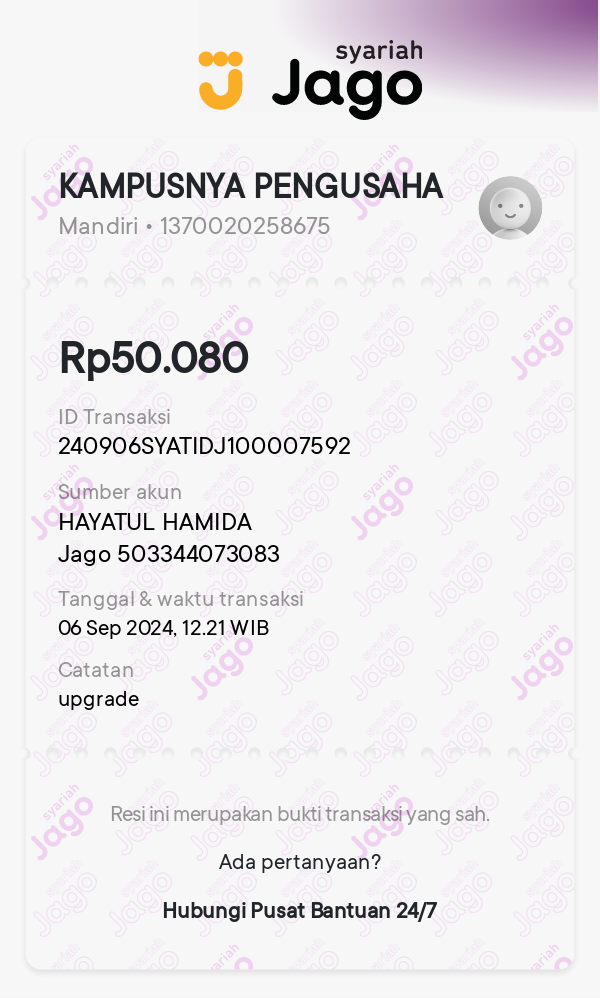 syariah
Jago
KAMPUSNYA PENGUSAHA
Mandiri • 1370020258675
Rp50.080
ID Transaksi
240906SYATIDJ100007592
Sumber akun
HAYATUL HAMIDA
Jago 503344073083
Tanggal & waktu transaksi
06 Sep 2024, 12.21 WIB
Catatan
upgrade
Resi ini merupakan bukti transaksi yang sah.
Ada pertanyaan?
Hubungi Pusat Bantuan 24/7